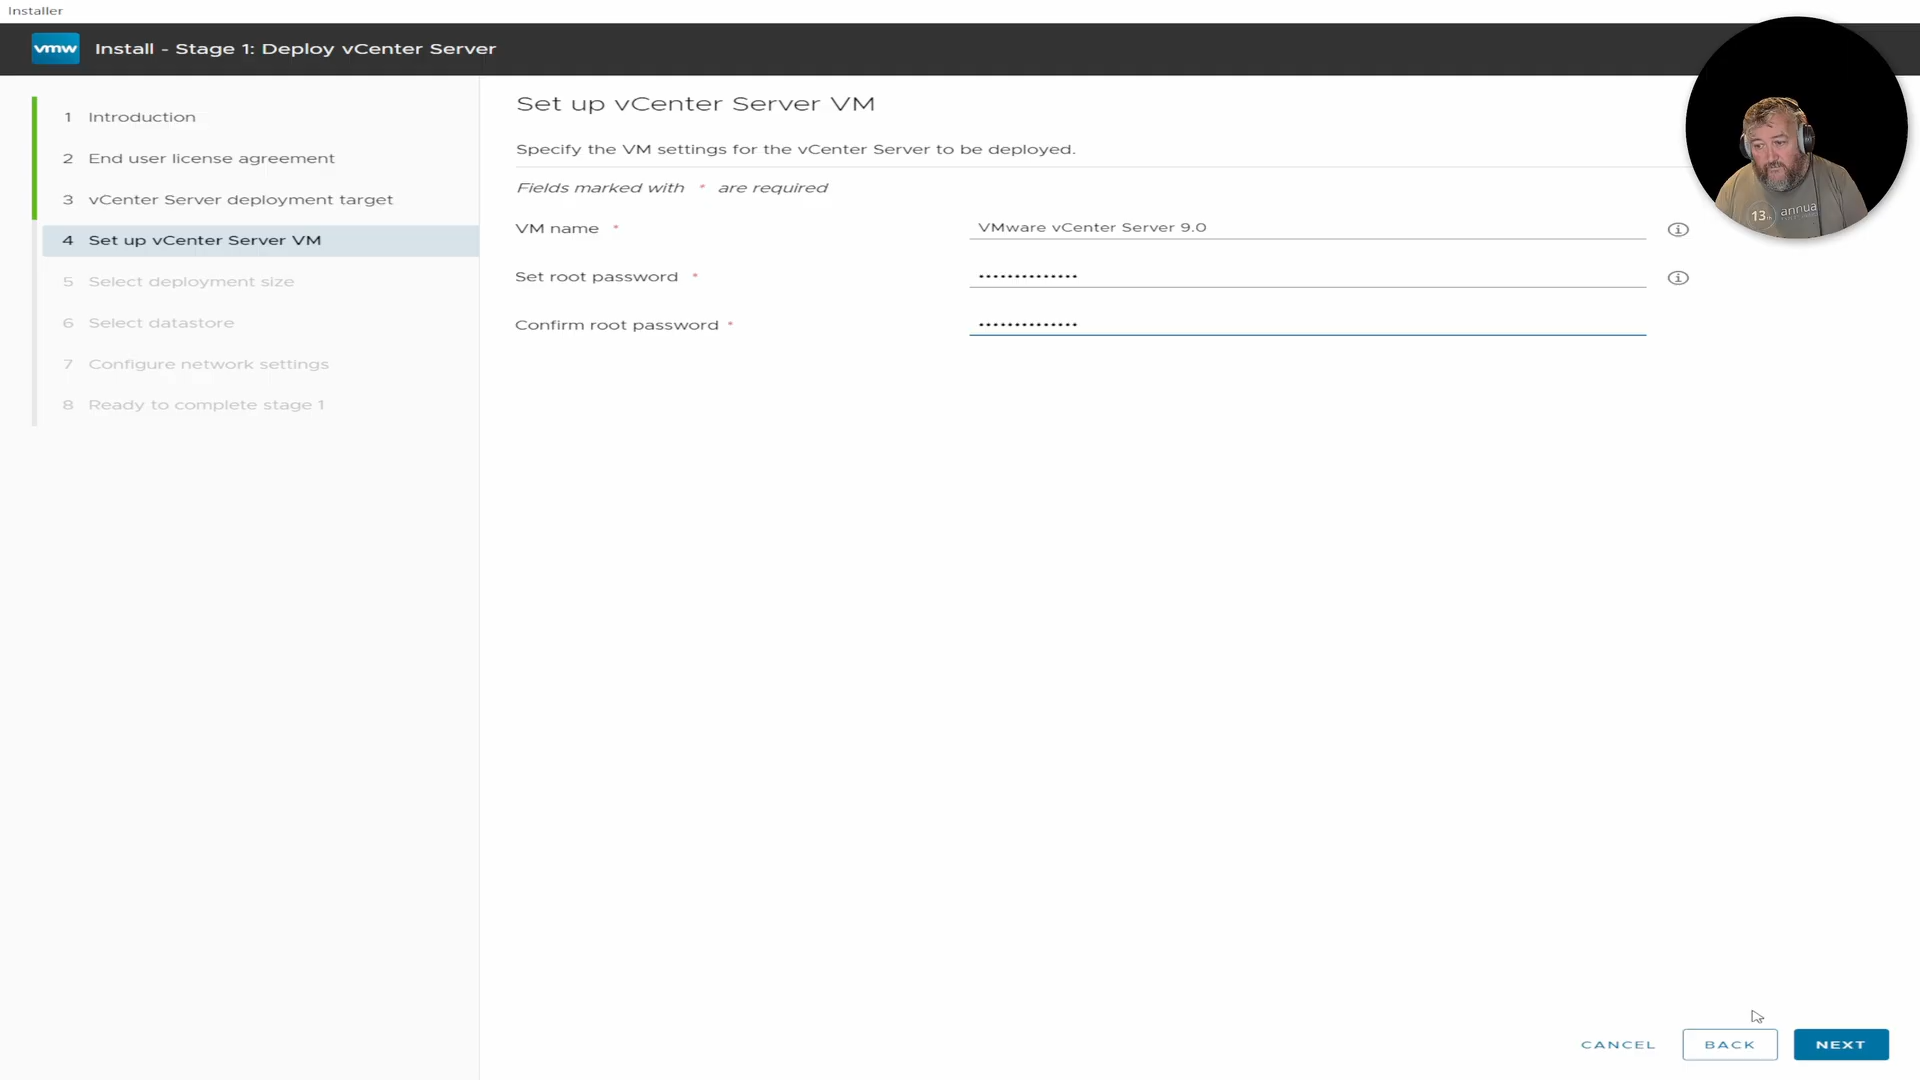 Installer
vmw Install - Stage 1: Deploy vCenter Server
1 Introduction
2 End user license agreement
3 vCenter Server deployment target
4 Set up vCenter Server VM
5 Select deployment size
6 Select datastore
7 Configure network settings
8 Ready to complete stage 1
Set up vCenter Server VM
Specify the VM settings for the vCenter Server to be deployed.
Fields marked with * are required
VM name * VMware vCenter Server 9.0
Set root password * ••••••••••••••
Confirm root password * ••••••••••••••
13th annual
CANCEL BACK NEXT